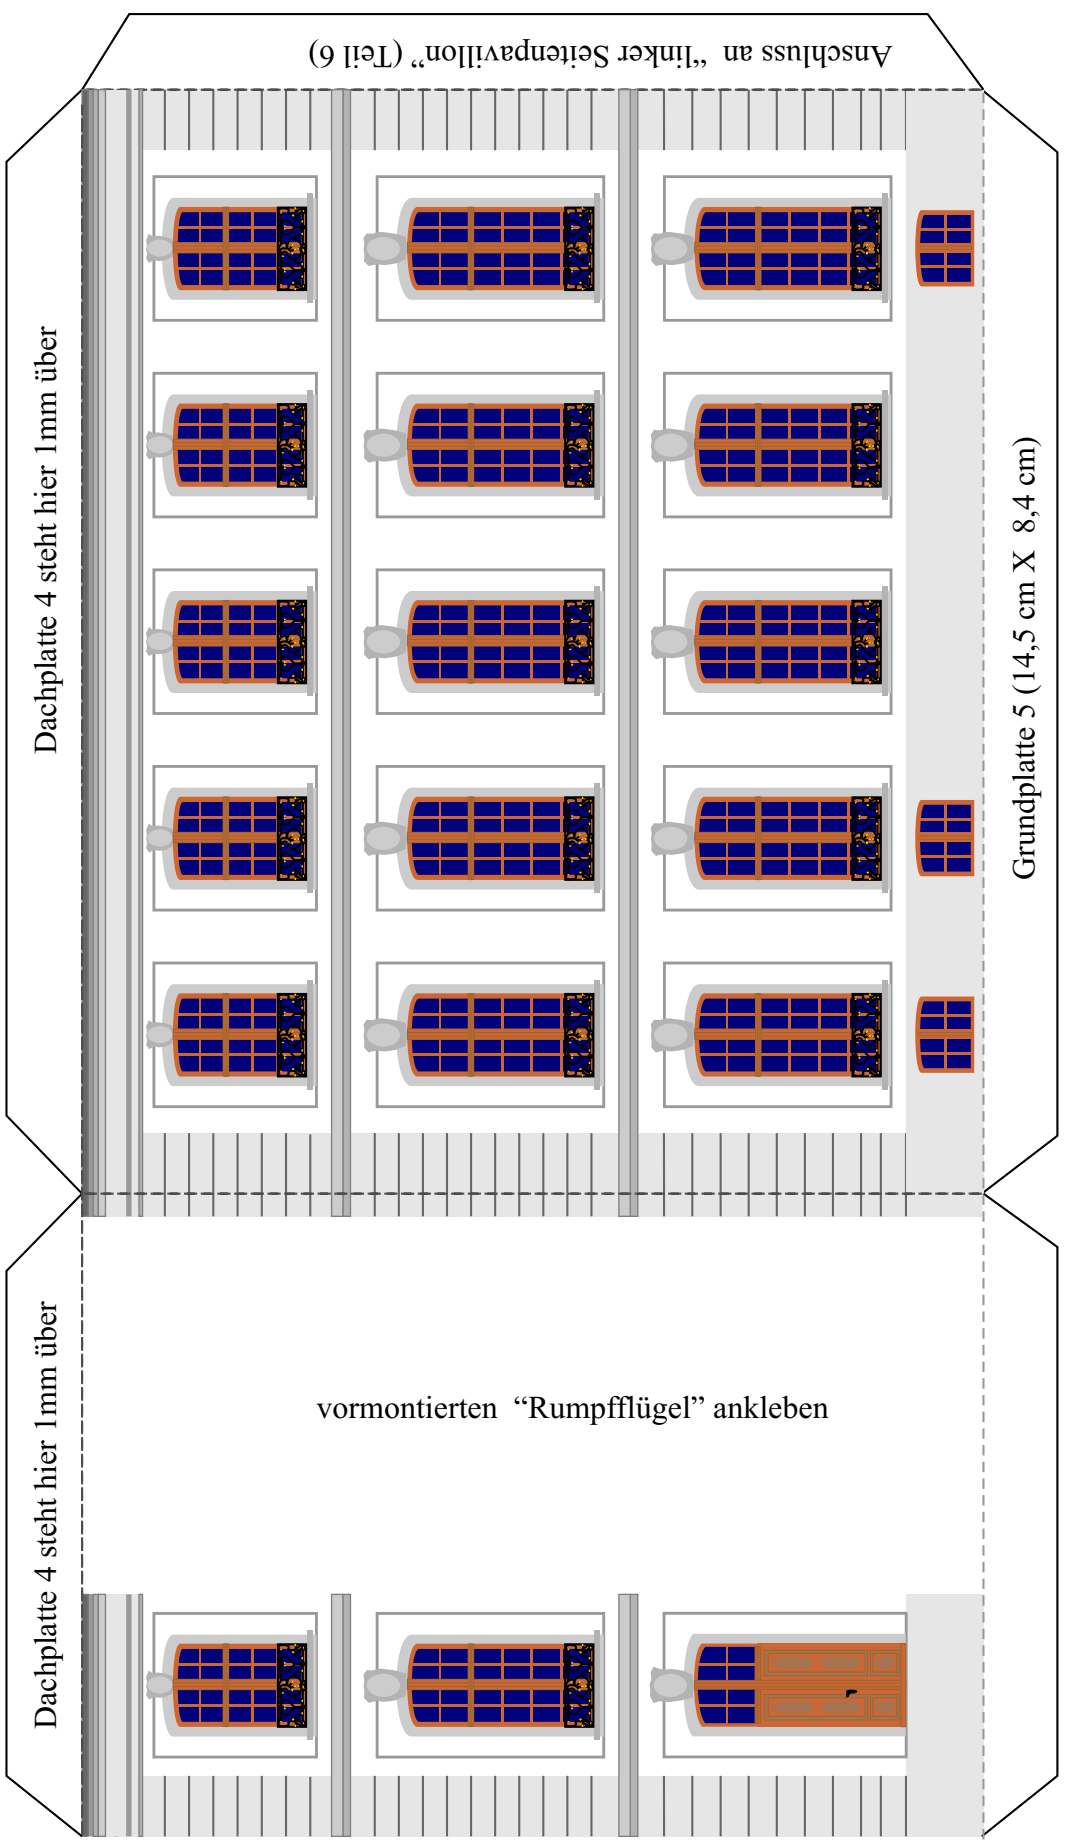 Anschluss an “linker Seitenpavillon” (Teil 6)
Dachplatte 4 steht hier 1mm über
Grundplatte 5 (14,5 cm X 8,4 cm)
vormontierten “Rumpfflügel” ankleben
Dachplatte 4 steht hier 1mm über